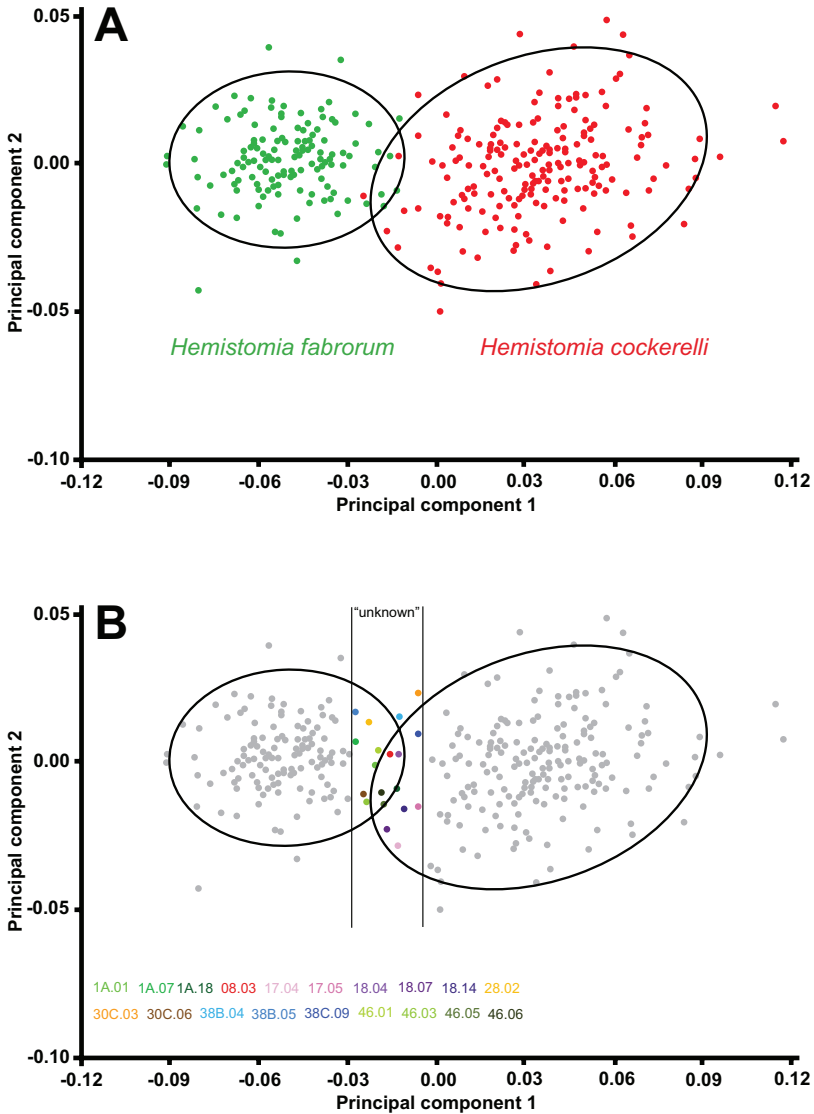 A
0.05
0.00
-0.05
-0.10
Principal component 2
Hemistomia fabrorum
Hemistomia cockerelli
-0.12 -0.09 -0.06 -0.03 0.00 0.03 0.06 0.09 0.12
Principal component 1
B
"unknown"
0.05
0.00
-0.05
-0.10
Principal component 2
1A.01 1A.07 1A.18 08.03 17.04 17.05 18.04 18.07 18.14 28.02
30C.03 30C.06 38B.04 38B.05 38C.09 46.01 46.03 46.05 46.06
-0.12 -0.09 -0.06 -0.03 0.00 0.03 0.06 0.09 0.12
Principal component 1